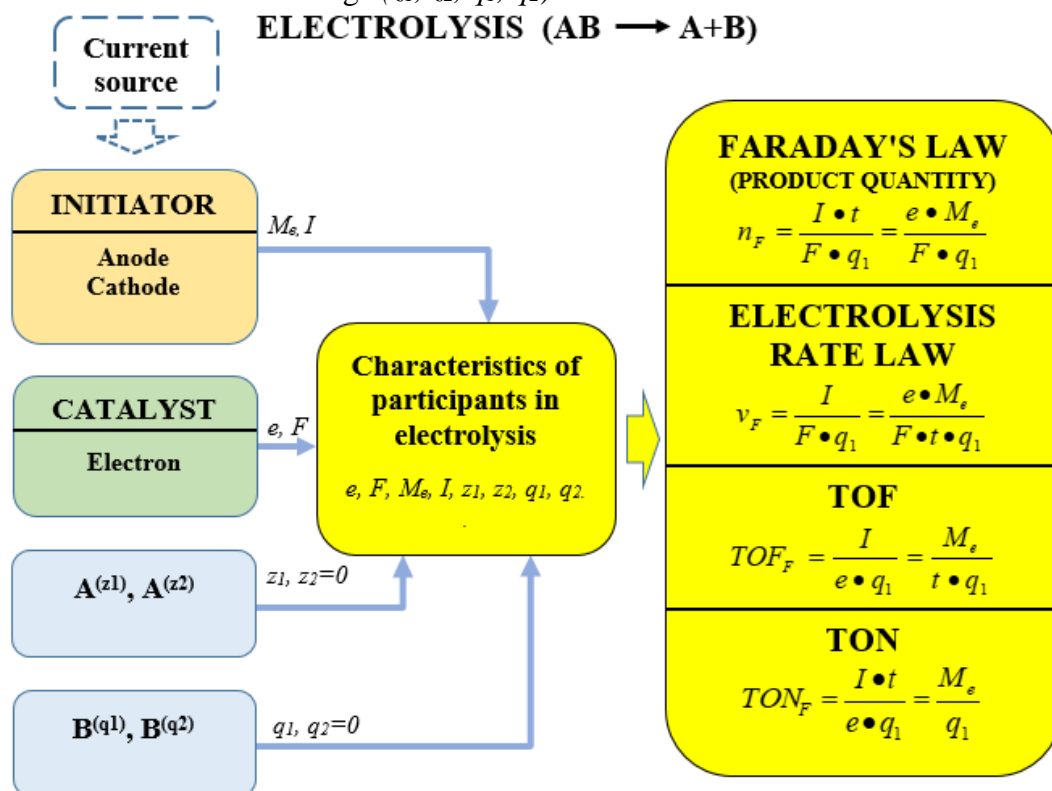 ELECTROLYSIS (AB ⟶ A+B)
Current
source
INITIATOR
Anode
Cathode
Mₑ, I
CATALYST
Electron
e, F
A(z1), A(z2)
z₁, z₂=0
B(q1), B(q2)
q₁, q₂=0
Characteristics of
participants in
electrolysis
e, F, Mₑ, I, z₁, z₂, q₁, q₂.
.
FARADAY'S LAW
(PRODUCT QUANTITY)
n_F = (I • t)/(F • q₁) = (e • Mₑ)/(F • q₁)
ELECTROLYSIS
RATE LAW
v_F = I/(F • q₁) = (e • Mₑ)/(F • t • q₁)
TOF
TOF_F = I/(e • q₁) = Mₑ/(t • q₁)
TON
TON_F = (I • t)/(e • q₁) = Mₑ/q₁